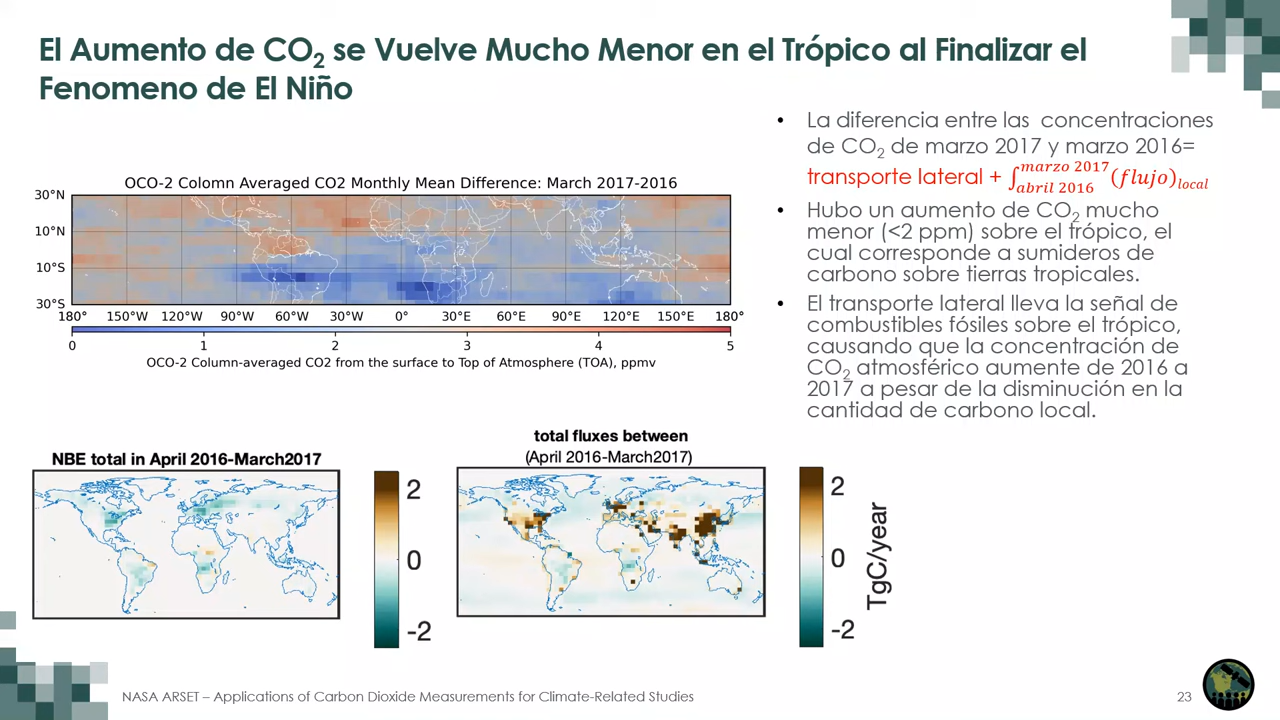 El Aumento de CO₂ se Vuelve Mucho Menor en el Trópico al Finalizar el
Fenomeno de El Niño
• La diferencia entre las concentraciones
de CO₂ de marzo 2017 y marzo 2016=
transporte lateral + ∫_{abril 2016}^{marzo 2017}(flujo)_{local}
• Hubo un aumento de CO₂ mucho
menor (<2 ppm) sobre el trópico, el
cual corresponde a sumideros de
carbono sobre tierras tropicales.
• El transporte lateral lleva la señal de
combustibles fósiles sobre el trópico,
causando que la concentración de
CO₂ atmosférico aumente de 2016 a
2017 a pesar de la disminución en la
cantidad de carbono local.
OCO-2 Colomn Averaged CO2 Monthly Mean Difference: March 2017-2016
30°N
10°N
10°S
30°S
180° 150°W 120°W 90°W 60°W 30°W 0° 30°E 60°E 90°E 120°E 150°E 180°
0 1 2 3 4 5
OCO-2 Column-averaged CO2 from the surface to Top of Atmosphere (TOA), ppmv
NBE total in April 2016-March2017
2
0
-2
total fluxes between
(April 2016-March2017)
2
0
-2
TgC/year
NASA ARSET – Applications of Carbon Dioxide Measurements for Climate-Related Studies
23